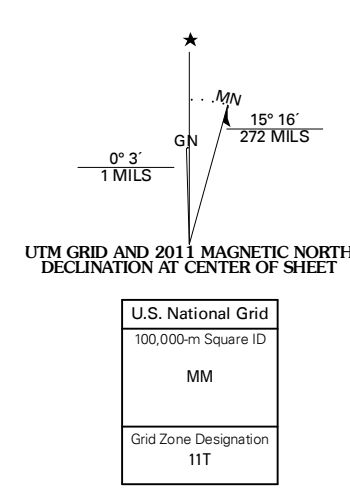 MN
15° 16´
272 MILS
GN
0° 3´
1 MILS
UTM GRID AND 2011 MAGNETIC NORTH
DECLINATION AT CENTER OF SHEET
U.S. National Grid
100,000-m Square ID
MM
Grid Zone Designation
11T